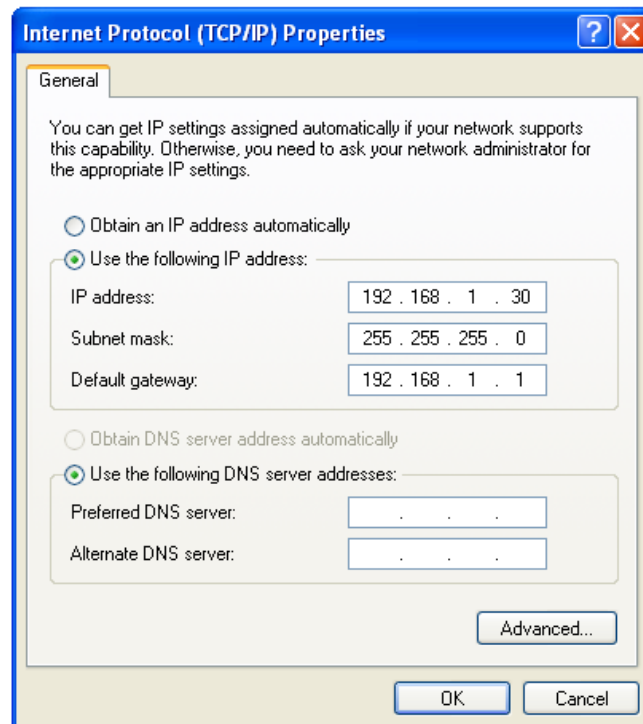 Internet Protocol (TCP/IP) Properties
General
You can get IP settings assigned automatically if your network supports
this capability. Otherwise, you need to ask your network administrator for
the appropriate IP settings.
Obtain an IP address automatically
Use the following IP address:
IP address: 192 . 168 . 1 . 30
Subnet mask: 255 . 255 . 255 . 0
Default gateway: 192 . 168 . 1 . 1
Obtain DNS server address automatically
Use the following DNS server addresses:
Preferred DNS server: . . .
Alternate DNS server: . . .
Advanced...
OK Cancel